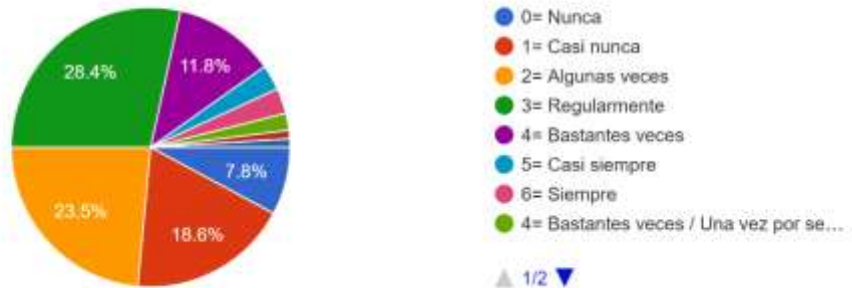 28.4%
11.8%
7.8%
23.5%
18.6%
0= Nunca
1= Casi nunca
2= Algunas veces
3= Regularmente
4= Bastantes veces
5= Casi siempre
6= Siempre
4= Bastantes veces / Una vez por se...
1/2